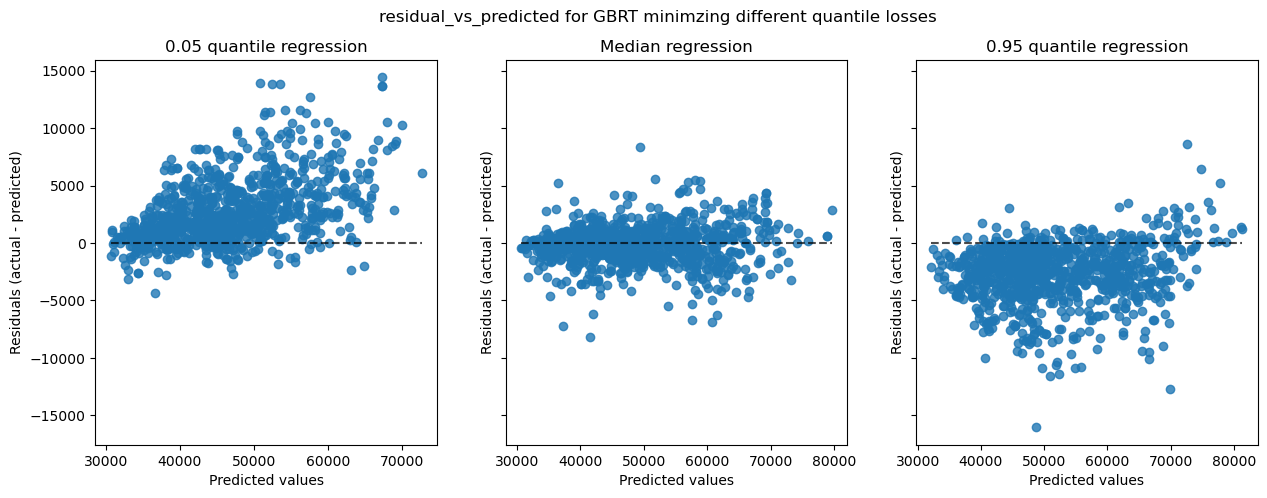 residual_vs_predicted for GBRT minimzing different quantile losses
0.05 quantile regression
Median regression
0.95 quantile regression
Residuals (actual - predicted)
15000
10000
5000
0
−5000
−10000
−15000
30000 40000 50000 60000 70000
Predicted values
Residuals (actual - predicted)
30000 40000 50000 60000 70000 80000
Predicted values
Residuals (actual - predicted)
30000 40000 50000 60000 70000 80000
Predicted values